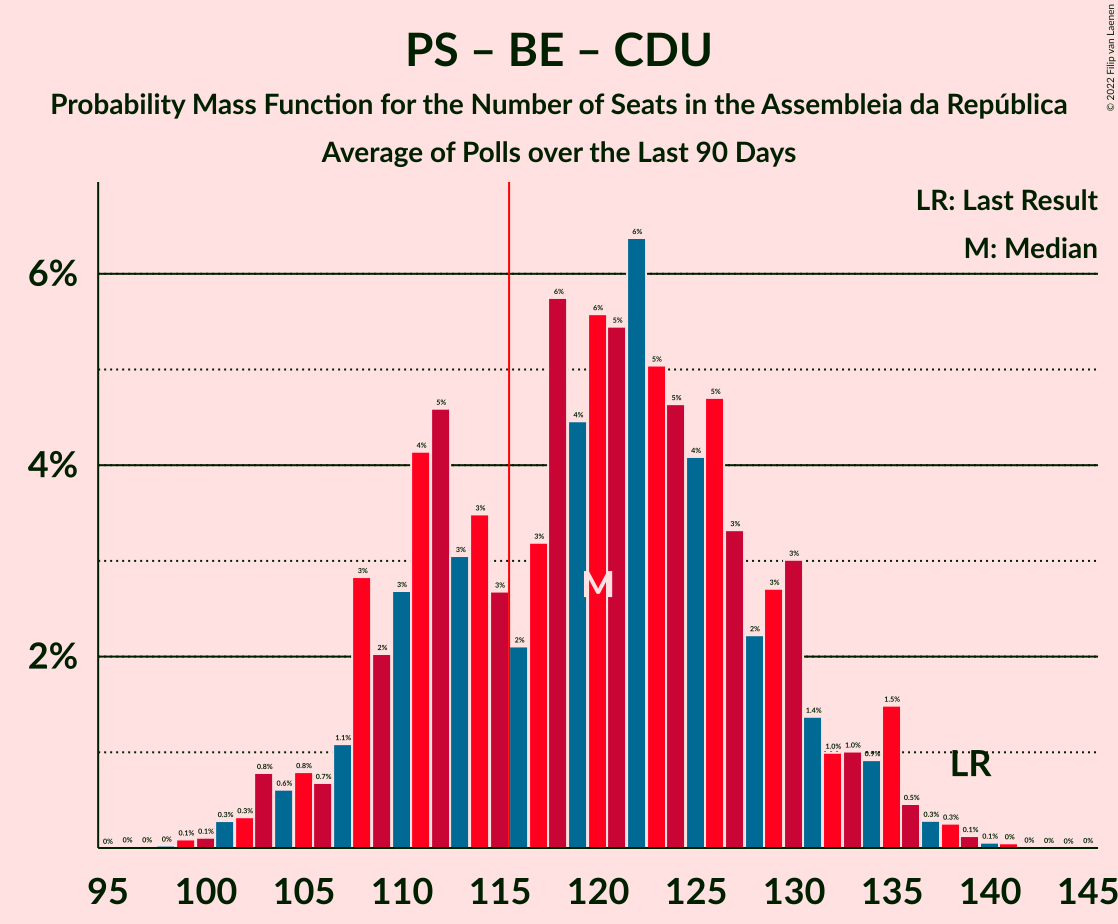 PS – BE – CDU
Probability Mass Function for the Number of Seats in the Assembleia da República
Average of Polls over the Last 90 Days
© 2022 Filip van Laenen
LR: Last Result
M: Median
6%
4%
2%
0% 0% 0% 0% 0.1% 0.1% 0.3% 0.3% 0.8% 0.6% 0.8% 0.7% 1.1% 3% 2% 3% 4% 5% 3% 3% 3% 2% 3% 6% 4% 6% 5% 6% 5% 5% 4% 5% 3% 2% 3% 3% 1.4% 1.0% 1.0% 0.9% 1.5% 0.5% 0.3% 0.3% 0.1% 0.1% 0% 0% 0% 0% 0%
M
LR
95 100 105 110 115 120 125 130 135 140 145